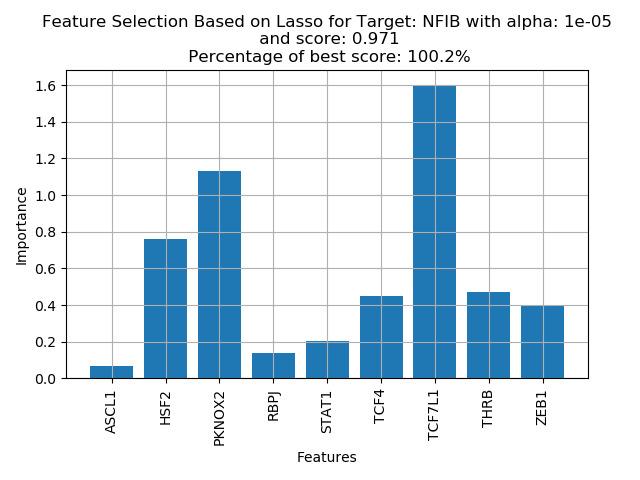 Feature Selection Based on Lasso for Target: NFIB with alpha: 1e-05
and score: 0.971
Percentage of best score: 100.2%
1.6
1.4
1.2
1.0
0.8
0.6
0.4
0.2
0.0
Importance
ASCL1
HSF2
PKNOX2
RBPJ
STAT1
TCF4
TCF7L1
THRB
ZEB1
Features